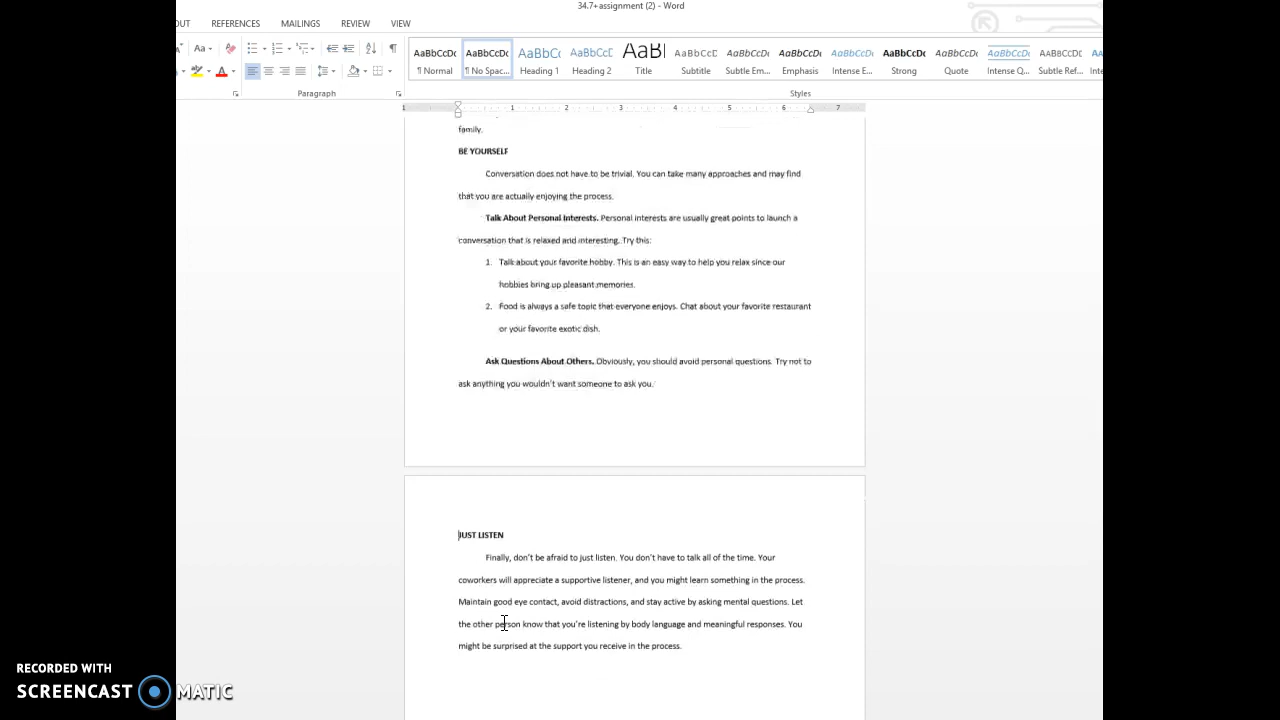 34.7+assignment (2) - Word
OUT REFERENCES MAILINGS REVIEW VIEW
Aa
AaBbCcDc AaBbCcDc AaBbCc AaBbCcD AaBl AaBbCcD AaBbCcDc AaBbCcDc AaBbCcDc AaBbCcDc AaBbCcDc AaBbCcDc AaBbCcDc
¶ Normal ¶ No Spac... Heading 1 Heading 2 Title Subtitle Subtle Em... Emphasis Intense E... Strong Quote Intense Q... Subtle Ref... Inte
Paragraph Styles
1 1 2 3 4 5 6 7
family.
BE YOURSELF
Conversation does not have to be trivial. You can take many approaches and may find
that you are actually enjoying the process.
Talk About Personal Interests. Personal interests are usually great points to launch a
conversation that is relaxed and interesting. Try this:
1. Talk about your favorite hobby. This is an easy way to help you relax since our
hobbies bring up pleasant memories.
2. Food is always a safe topic that everyone enjoys. Chat about your favorite restaurant
or your favorite exotic dish.
Ask Questions About Others. Obviously, you should avoid personal questions. Try not to
ask anything you wouldn't want someone to ask you.
JUST LISTEN
Finally, don't be afraid to just listen. You don't have to talk all of the time. Your
coworkers will appreciate a supportive listener, and you might learn something in the process.
Maintain good eye contact, avoid distractions, and stay active by asking mental questions. Let
the other person know that you're listening by body language and meaningful responses. You
might be surprised at the support you receive in the process.
RECORDED WITH
SCREENCAST MATIC